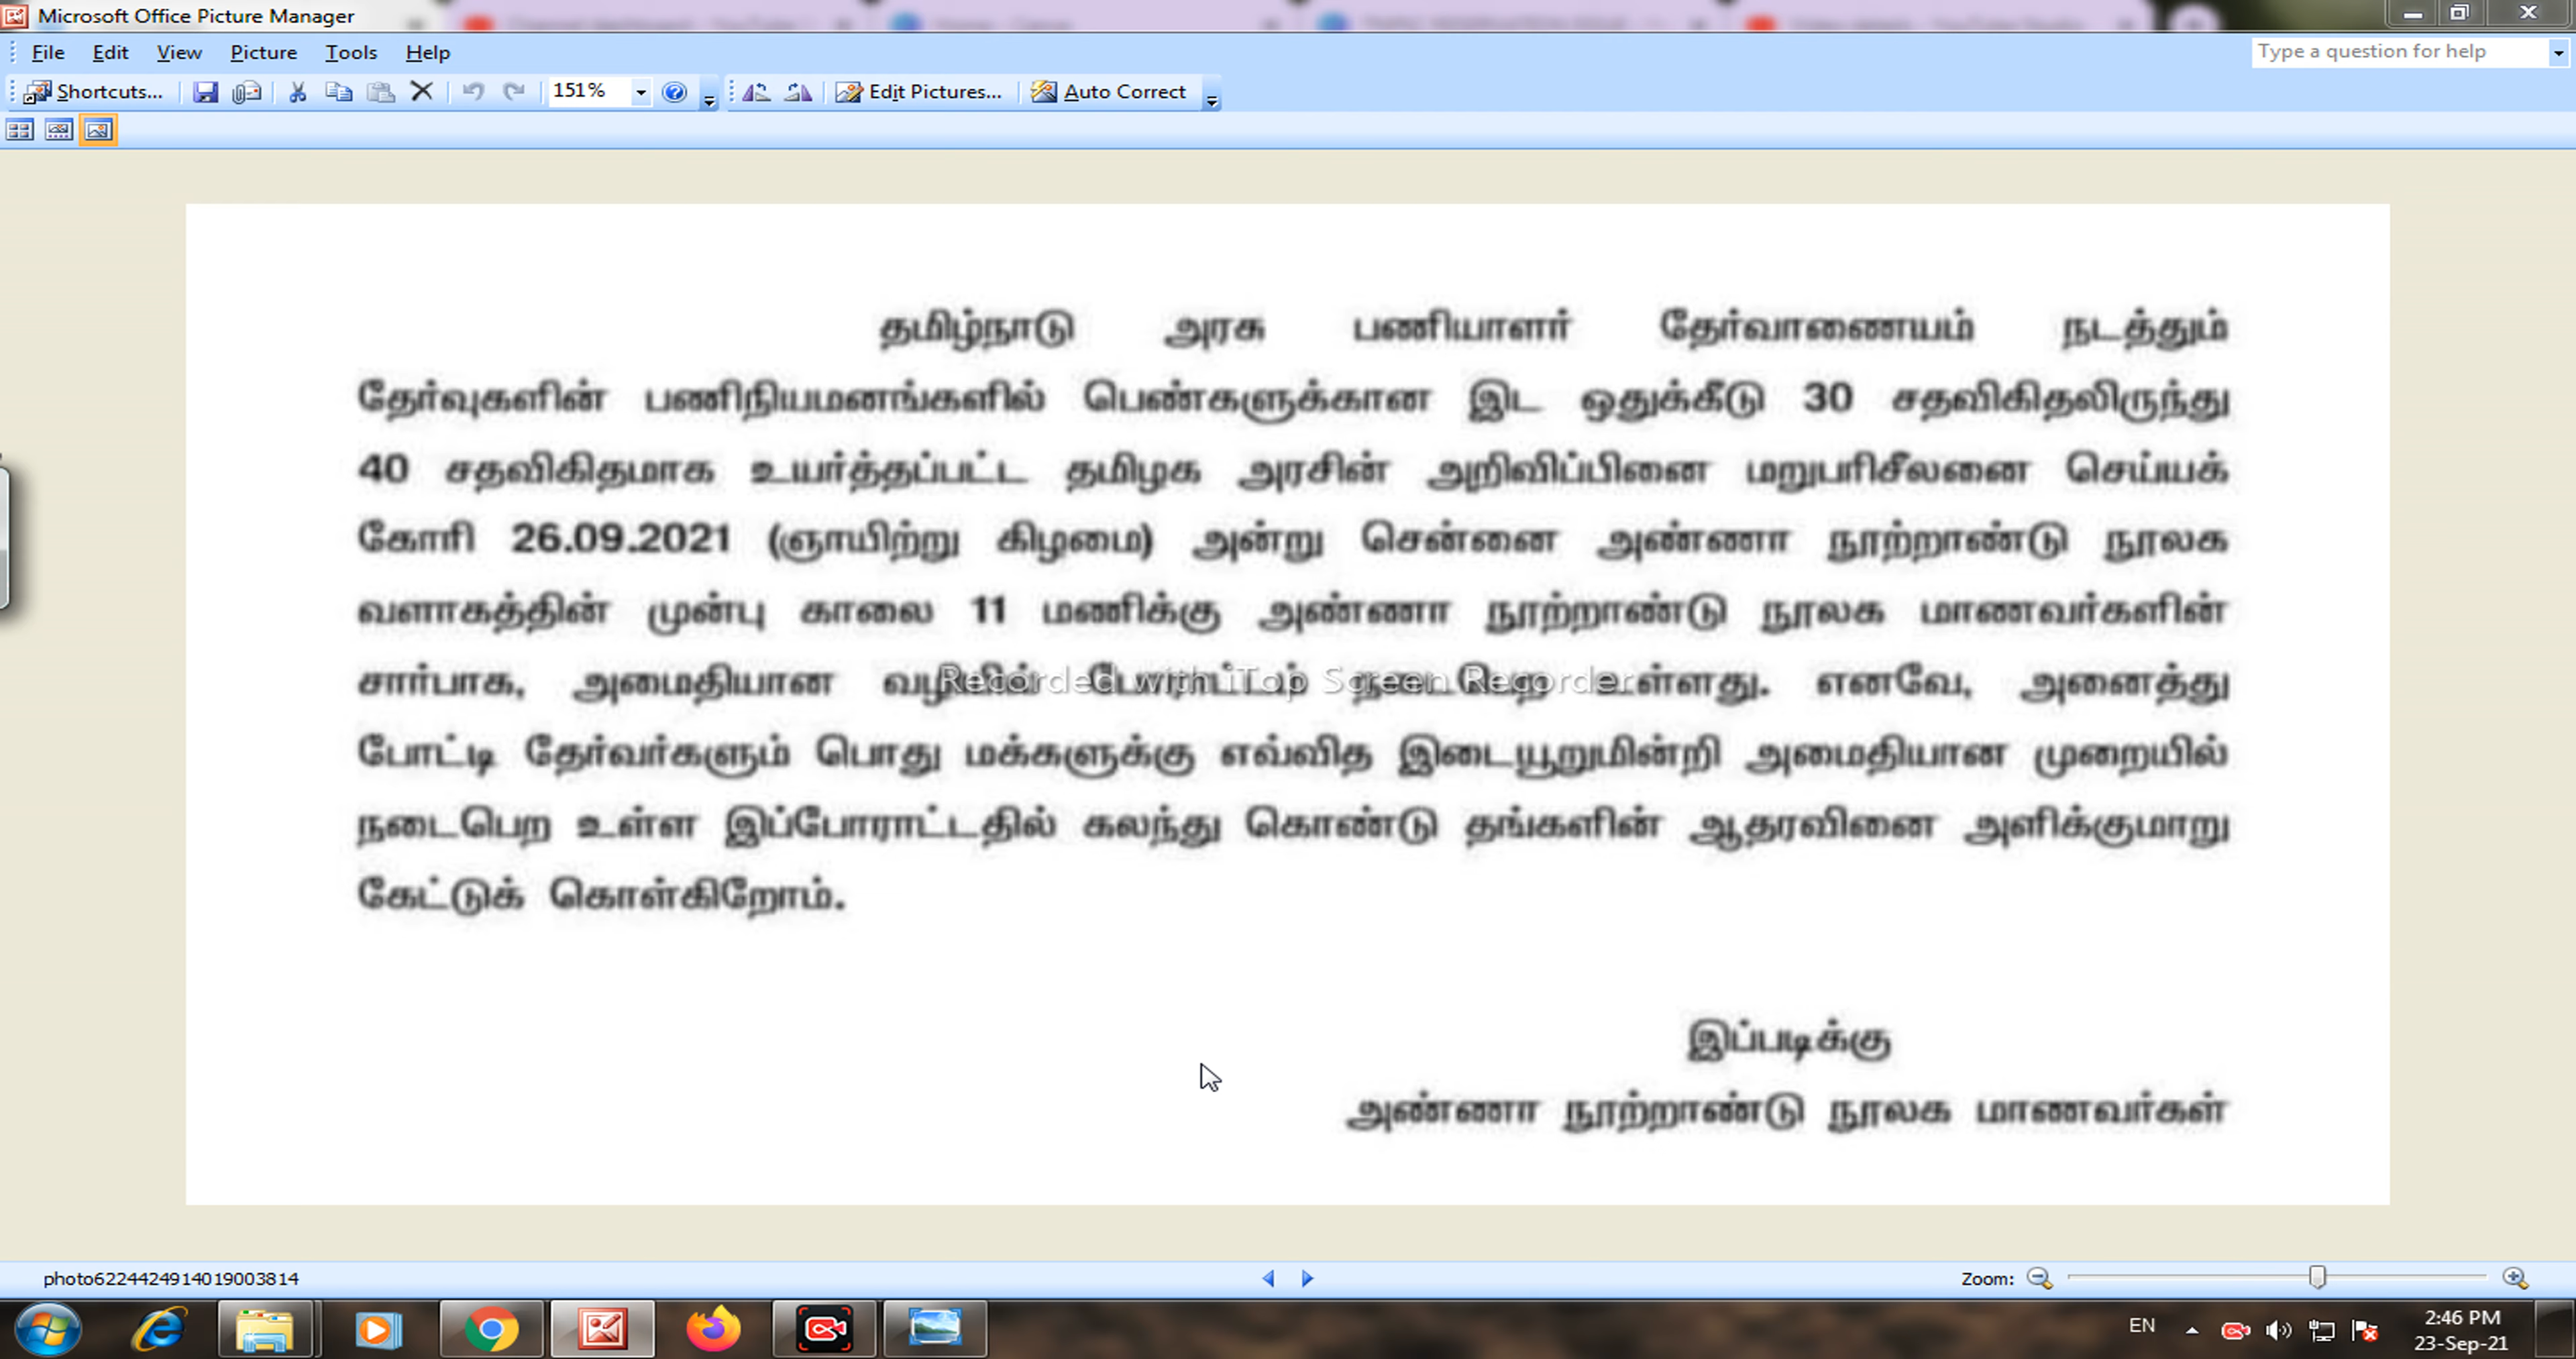 Microsoft Office Picture Manager
File Edit View Picture Tools Help
Type a question for help
Shortcuts... 151% Edit Pictures... Auto Correct
தமிழ்நாடு அரசு பணியாளர் தேர்வாணையம் நடத்தும்
தேர்வுகளின் பணிநியமனங்களில் பெண்களுக்கான இட ஒதுக்கீடு 30 சதவிகிதலிருந்து
40 சதவிகிதமாக உயர்த்தப்பட்ட தமிழக அரசின் அறிவிப்பினை மறுபரிசீலனை செய்யக்
கோரி 26.09.2021 (ஞாயிற்று கிழமை) அன்று சென்னை அண்ணா நூற்றாண்டு நூலக
வளாகத்தின் முன்பு காலை 11 மணிக்கு அண்ணா நூற்றாண்டு நூலக மாணவர்களின்
சார்பாக, அமைதியான வழியில் போராட்டம் நடைபெற உள்ளது. எனவே, அனைத்து
Recorded with iTop Screen Recorder
போட்டி தேர்வர்களும் பொது மக்களுக்கு எவ்வித இடையூறுமின்றி அமைதியான முறையில்
நடைபெற உள்ள இப்போராட்டதில் கலந்து கொண்டு தங்களின் ஆதரவினை அளிக்குமாறு
கேட்டுக் கொள்கிறோம்.
இப்படிக்கு
அண்ணா நூற்றாண்டு நூலக மாணவர்கள்
photo6224424914019003814 Zoom:
EN 2:46 PM
23-Sep-21